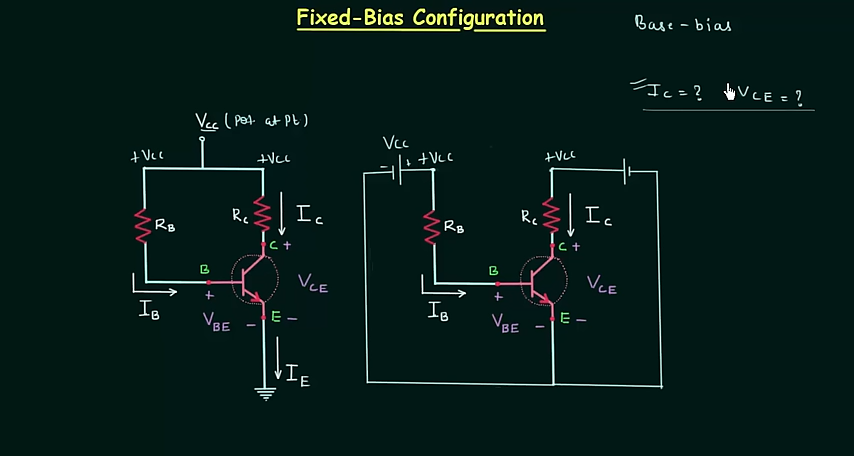 Fixed-Bias Configuration
Base-bias
Ic = ? VCE = ?
Vcc (Pot. at Pt)
+Vcc +Vcc
RB
Rc
Ic
C +
B
+
VCE
IB
VBE
- E -
IE
Vcc
- + +Vcc
+Vcc
RB
Rc
Ic
C +
B
+
VCE
IB
VBE
- E -